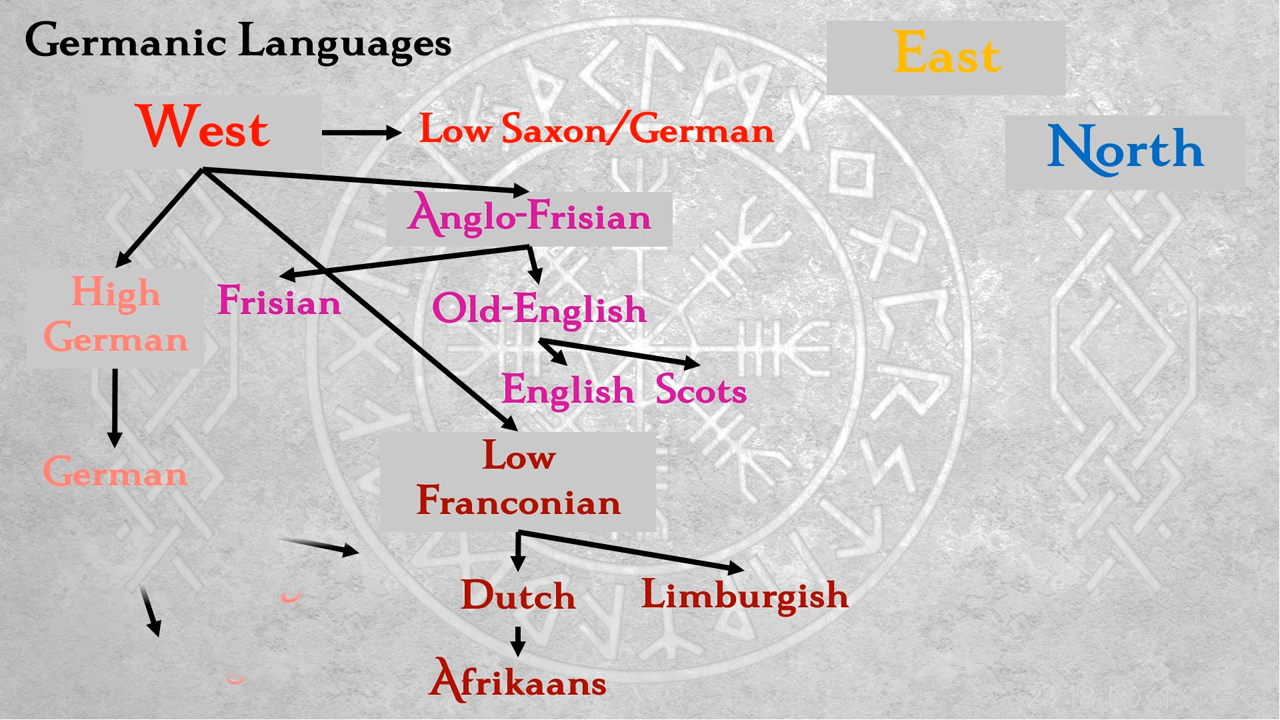 Germanic Languages
East
West
Low Saxon/German
North
Anglo-Frisian
High
German
Frisian
Old-English
English Scots
Low
Franconian
German
Dutch
Limburgish
Afrikaans